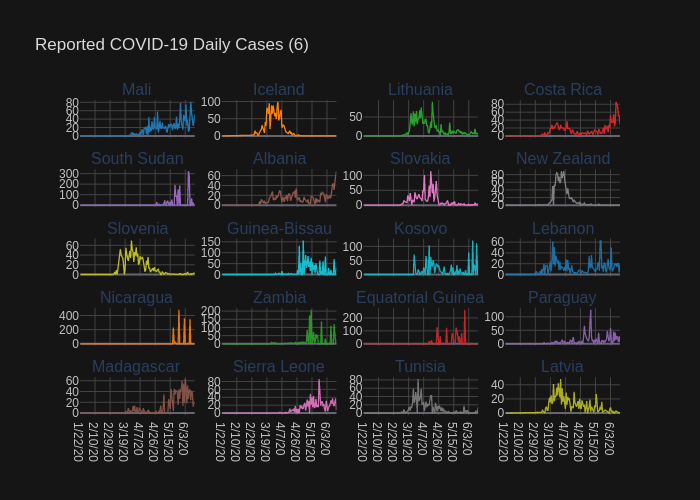 Reported COVID-19 Daily Cases (6)
Mali Iceland Lithuania Costa Rica
80 60 40 20 0
100 50 0
50 0
80 60 40 20 0
South Sudan Albania Slovakia New Zealand
300 200 100 0
60 40 20 0
100 50 0
80 60 40 20 0
Slovenia Guinea-Bissau Kosovo Lebanon
60 40 20 0
150 100 50 0
100 50 0
60 40 20 0
Nicaragua Zambia Equatorial Guinea Paraguay
400 200 0
200 150 100 50 0
200 100 0
100 50 0
Madagascar Sierra Leone Tunisia Latvia
60 40 20 0
80 60 40 20 0
80 60 40 20 0
40 20 0
1/22/20 2/10/20 2/29/20 3/19/20 4/7/20 4/26/20 5/15/20 6/3/20
1/22/20 2/10/20 2/29/20 3/19/20 4/7/20 4/26/20 5/15/20 6/3/20
1/22/20 2/10/20 2/29/20 3/19/20 4/7/20 4/26/20 5/15/20 6/3/20
1/22/20 2/10/20 2/29/20 3/19/20 4/7/20 4/26/20 5/15/20 6/3/20